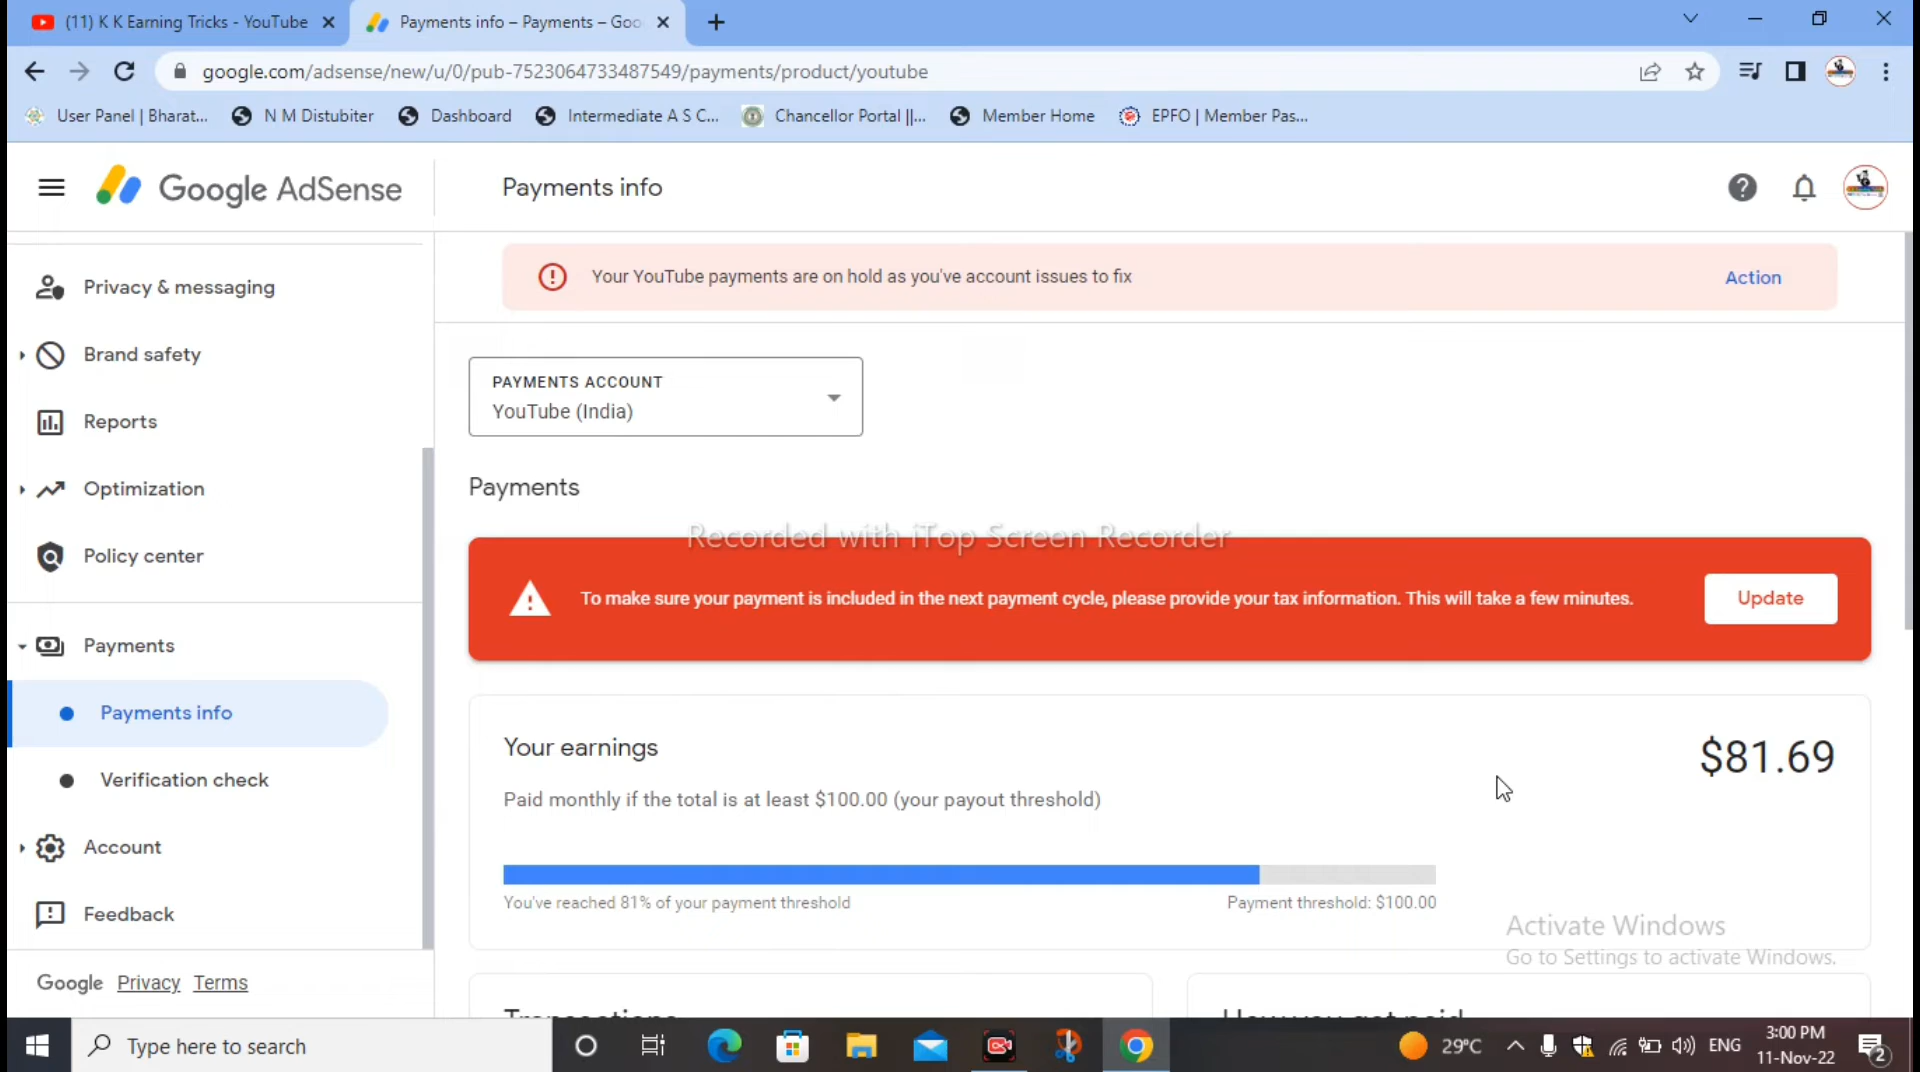 (11) K K Earning Tricks - YouTube
Payments info – Payments – Goo
google.com/adsense/new/u/0/pub-7523064733487549/payments/product/youtube
User Panel | Bharat...
N M Distubiter
Dashboard
Intermediate A S C...
Chancellor Portal ||...
Member Home
EPFO | Member Pas...
Google AdSense
Payments info
Your YouTube payments are on hold as you've account issues to fix
Action
Privacy & messaging
Brand safety
Reports
Optimization
Policy center
Payments
Payments info
Verification check
Account
Feedback
Google Privacy Terms
PAYMENTS ACCOUNT
YouTube (India)
Payments
Recorded with iTop Screen Recorder
To make sure your payment is included in the next payment cycle, please provide your tax information. This will take a few minutes.
Update
Your earnings
$81.69
Paid monthly if the total is at least $100.00 (your payout threshold)
You've reached 81% of your payment threshold
Payment threshold: $100.00
Activate Windows
Go to Settings to activate Windows.
Transactions
How you get paid
Type here to search
29°C
ENG
3:00 PM
11-Nov-22
2